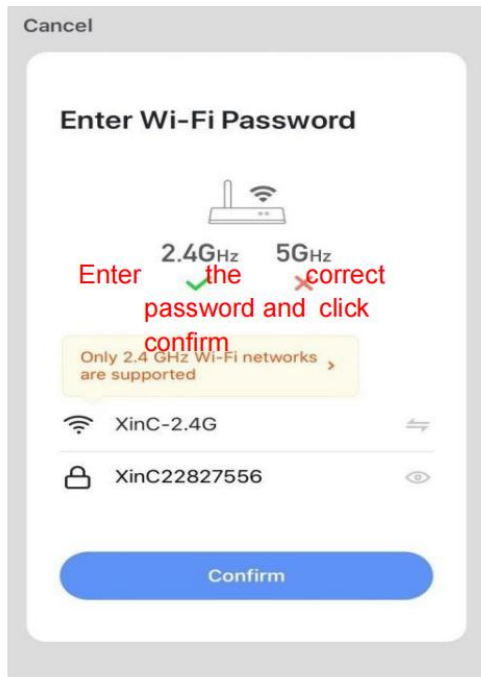 Cancel
Enter Wi-Fi Password
2.4GHz 5GHz
Enter the correct
password and click
confirm
Only 2.4 GHz Wi-Fi networks
are supported
XinC-2.4G
XinC22827556
Confirm